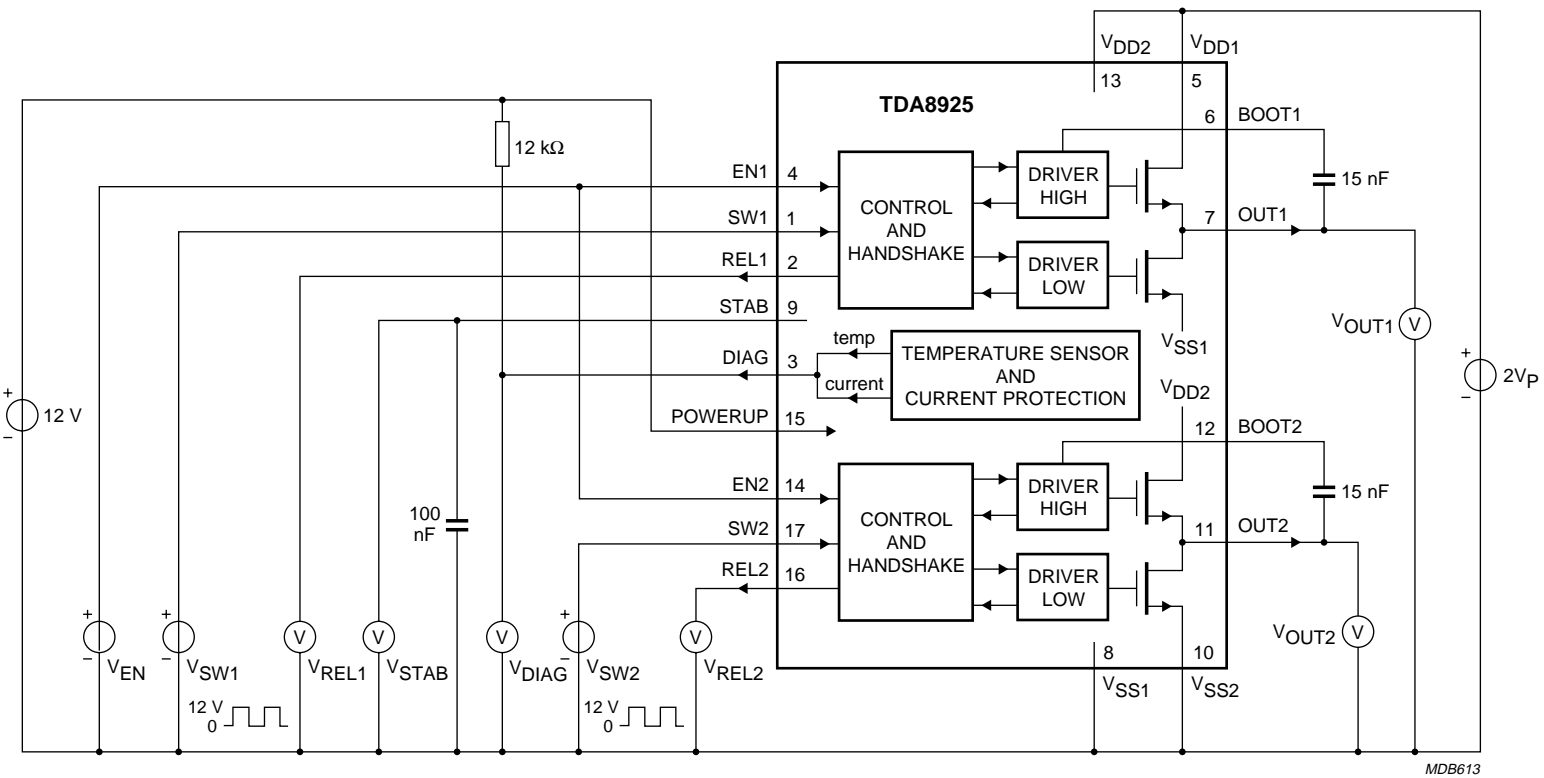 VDD2
VDD1
13
5
TDA8925
6
BOOT1
12 kΩ
EN1
4
DRIVER
HIGH
15 nF
CONTROL
AND
HANDSHAKE
SW1
1
7
OUT1
REL1
2
DRIVER
LOW
STAB
9
VOUT1
V
temp
VSS1
DIAG
3
TEMPERATURE SENSOR
AND
CURRENT PROTECTION
current
+
−
2VP
VDD2
+
−
12 V
POWERUP
15
12
BOOT2
EN2
14
DRIVER
HIGH
15 nF
100
nF
CONTROL
AND
HANDSHAKE
SW2
17
11
OUT2
REL2
16
DRIVER
LOW
+
−
VEN
+
−
VSW1
V
VREL1
V
VSTAB
V
VDIAG
+
−
VSW2
V
VREL2
VOUT2
V
8
10
VSS1
VSS2
12 V
0
12 V
0
MDB613